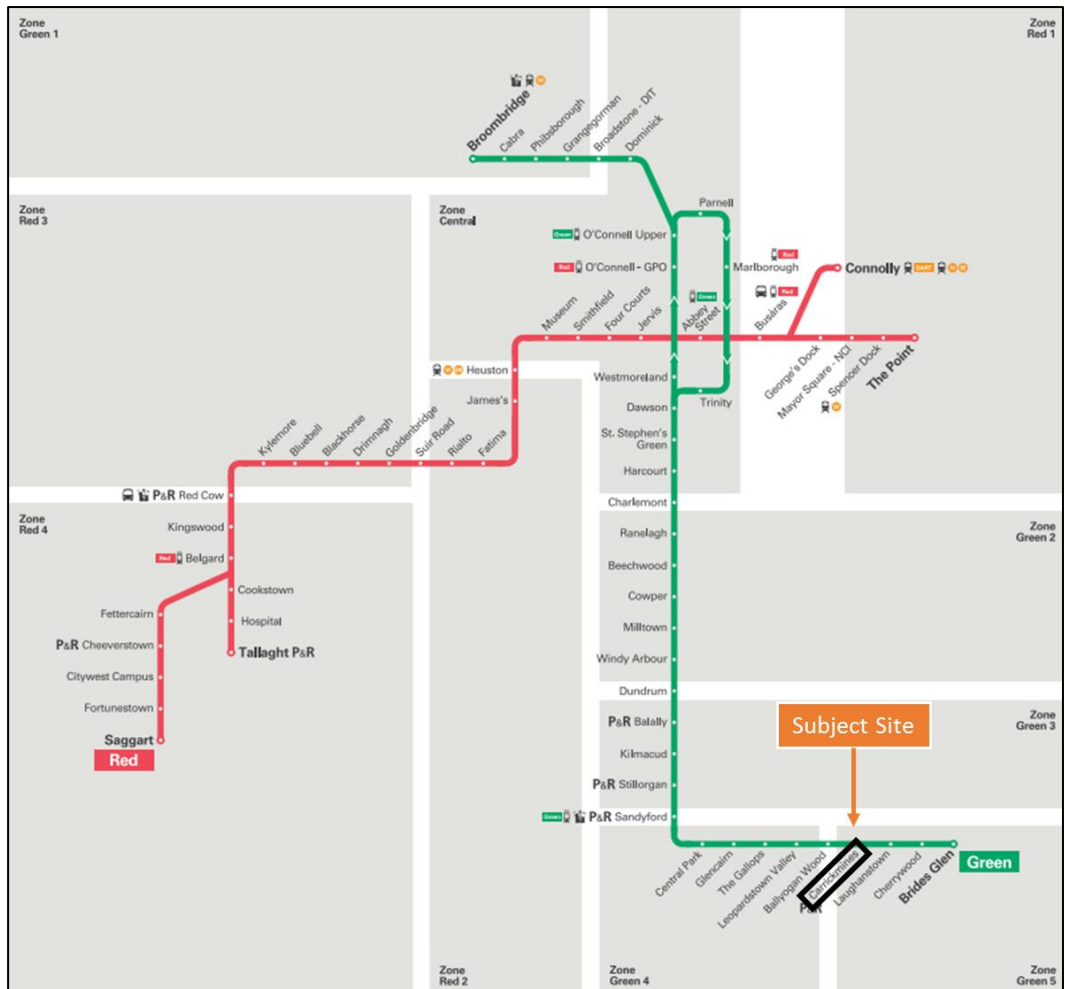 Zone
Green 1
Zone
Red 1
Broombridge
Cabra
Phibsborough
Grangegorman
Broadstone - DIT
Dominick
Zone
Red 3
Zone
Central
Parnell
Green O'Connell Upper
Red O'Connell - GPO
Marlborough
Red
Connolly DART
Green
Red
Museum
Smithfield
Four Courts
Jervis
Abbey
Street
Busáras
George's Dock
Mayor Square - NCI
Spencer Dock
The Point
Heuston
Westmoreland
James's
Trinity
Dawson
Kylemore
Bluebell
Blackhorse
Drimnagh
Goldenbridge
Suir Road
Rialto
Fatima
St. Stephen's
Green
Harcourt
P&R Red Cow
Charlemont
Zone
Red 4
Kingswood
Zone
Green 2
Ranelagh
Red Belgard
Beechwood
Cookstown
Cowper
Fettercairn
Hospital
Milltown
P&R Cheeverstown
Tallaght P&R
Windy Arbour
Citywest Campus
Dundrum
Fortunestown
P&R Balally
Zone
Green 3
Subject Site
Saggart
Red
Kilmacud
P&R Stillorgan
Green P&R Sandyford
Central Park
Glencairn
The Gallops
Leopardstown Valley
Ballyogan Wood
Carrickmines
P&R
Laughanstown
Cherrywood
Brides Glen
Green
Zone
Red 2
Zone
Green 4
Zone
Green 5